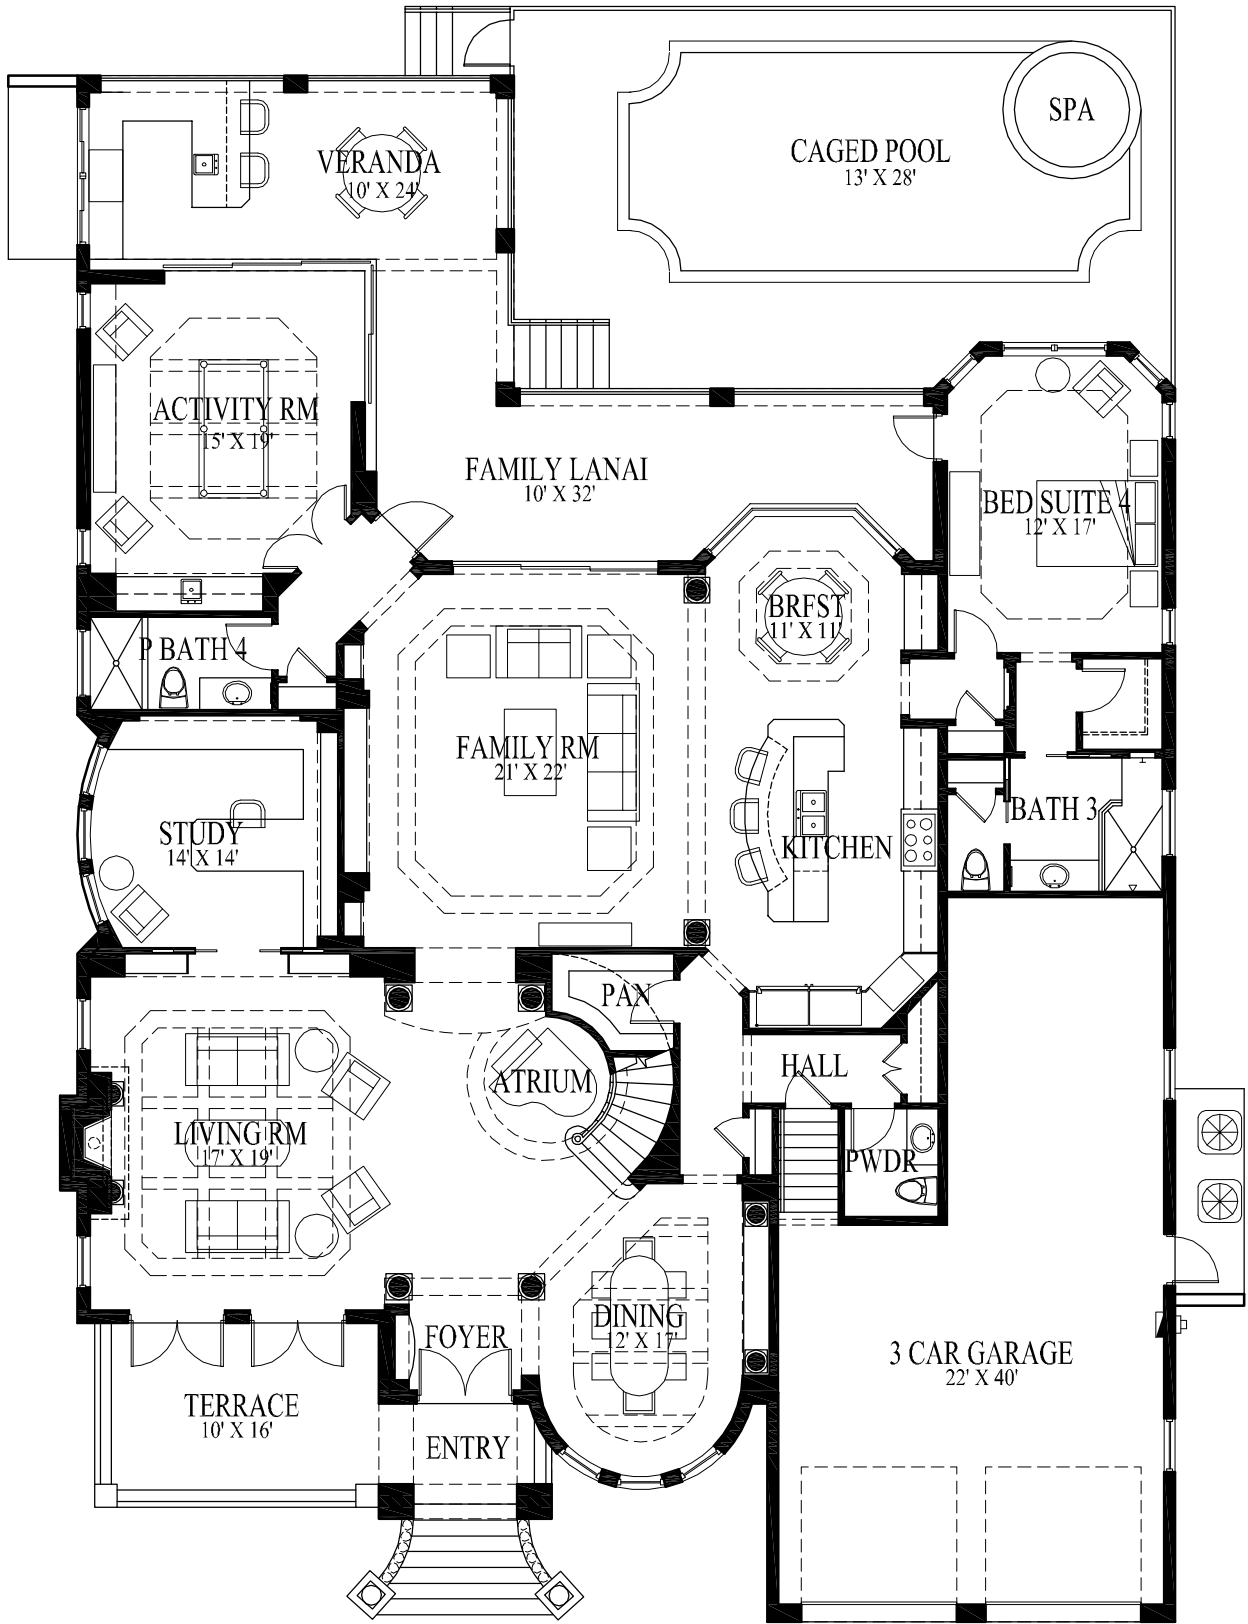 SPA
CAGED POOL
13' X 28'
VERANDA
10' X 24'
ACTIVITY RM
15' X 19'
FAMILY LANAI
10' X 32'
BED SUITE 4
12' X 17'
BRFST
11' X 11'
P BATH 4
FAMILY RM
21' X 22'
STUDY
14' X 14'
KITCHEN
BATH 3
PAN
HALL
ATRIUM
LIVING RM
17' X 19'
PWDR
DINING
12' X 17'
FOYER
3 CAR GARAGE
22' X 40'
TERRACE
10' X 16'
ENTRY